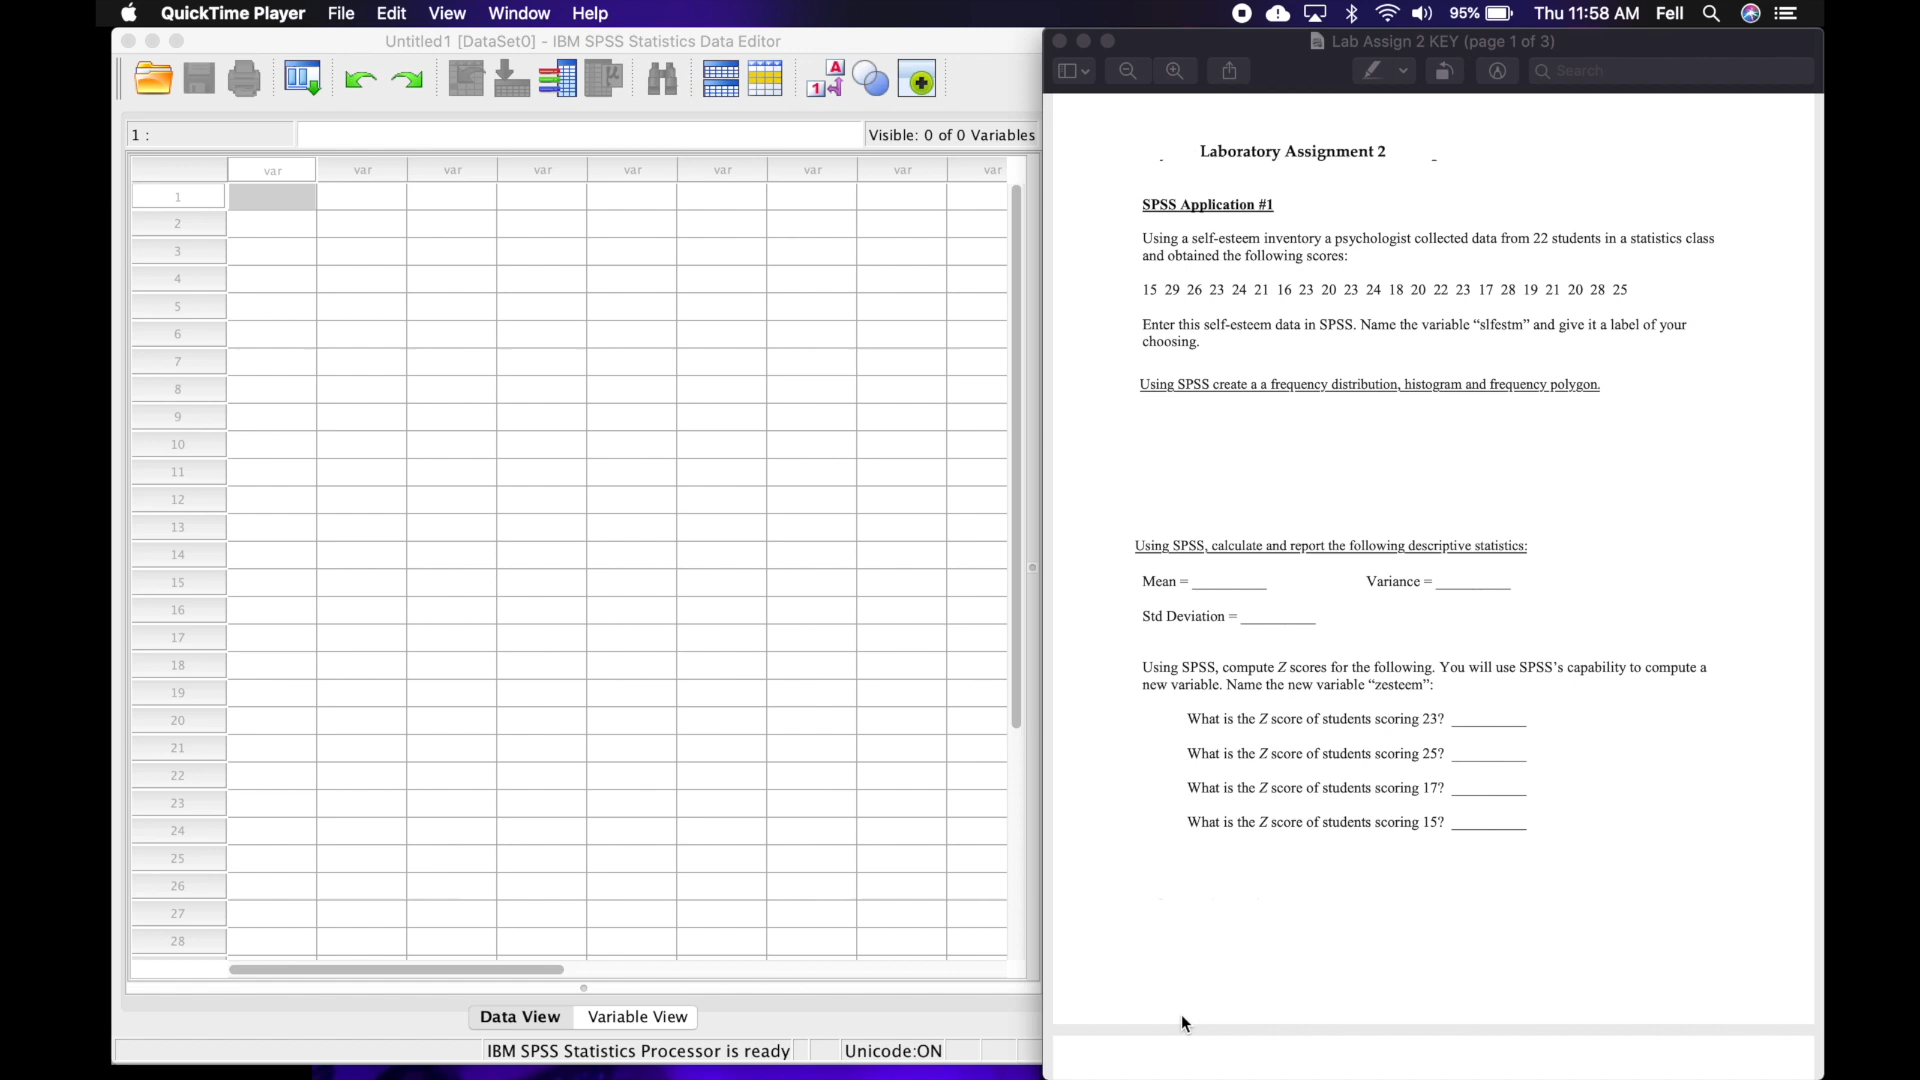 QuickTime Player File Edit View Window Help 95% Thu 11:58 AM Fell
Untitled1 [DataSet0] - IBM SPSS Statistics Data Editor
1 : Visible: 0 of 0 Variables
var var var var var var var var var
1
2
3
4
5
6
7
8
9
10
11
12
13
14
15
16
17
18
19
20
21
22
23
24
25
26
27
28
Data View Variable View
IBM SPSS Statistics Processor is ready Unicode:ON
Lab Assign 2 KEY (page 1 of 3)
Search
Laboratory Assignment 2
SPSS Application #1
Using a self-esteem inventory a psychologist collected data from 22 students in a statistics class
and obtained the following scores:
15 29 26 23 24 21 16 23 20 23 24 18 20 22 23 17 28 19 21 20 28 25
Enter this self-esteem data in SPSS. Name the variable “slfestm” and give it a label of your
choosing.
Using SPSS create a a frequency distribution, histogram and frequency polygon.
Using SPSS, calculate and report the following descriptive statistics:
Mean = __________ Variance = __________
Std Deviation = __________
Using SPSS, compute Z scores for the following. You will use SPSS’s capability to compute a
new variable. Name the new variable “zesteem”:
What is the Z score of students scoring 23? __________
What is the Z score of students scoring 25? __________
What is the Z score of students scoring 17? __________
What is the Z score of students scoring 15? __________